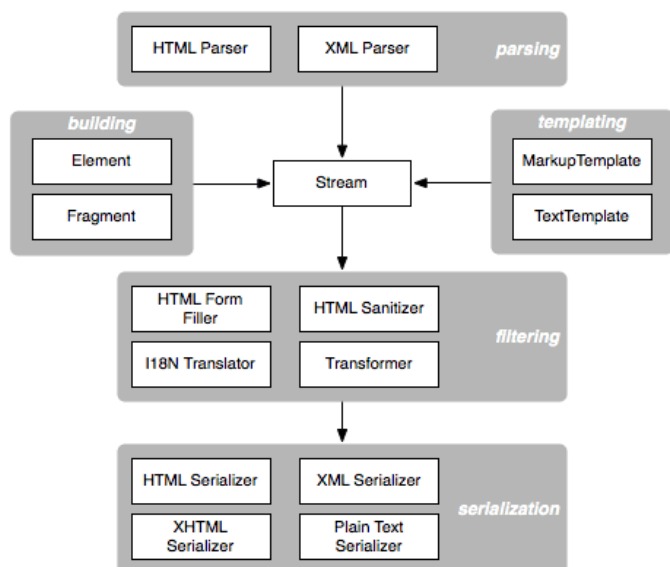 HTML Parser
XML Parser
parsing
building
Element
Fragment
Stream
templating
MarkupTemplate
TextTemplate
HTML Form
Filler
HTML Sanitizer
I18N Translator
Transformer
filtering
HTML Serializer
XML Serializer
XHTML
Serializer
Plain Text
Serializer
serialization